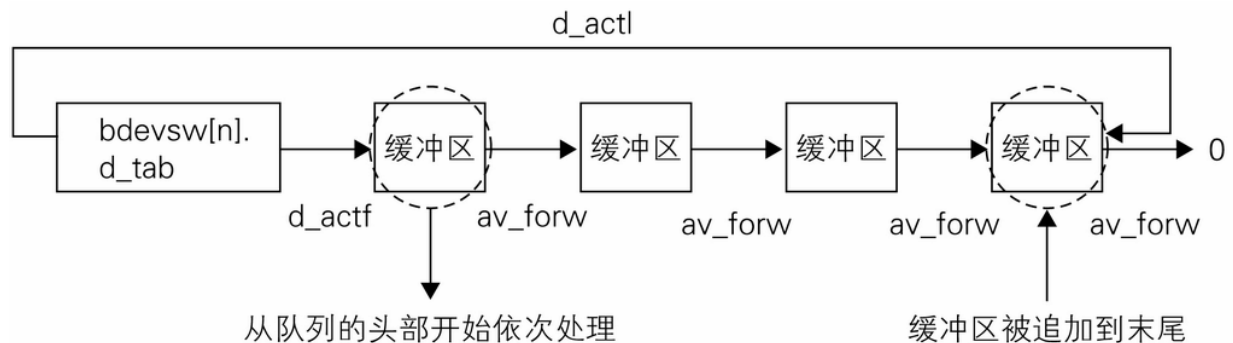 d_actl
bdevsw[n].
d_tab
缓冲区
缓冲区
缓冲区
缓冲区
0
d_actf
av_forw
av_forw
av_forw
av_forw
从队列的头部开始依次处理
缓冲区被追加到末尾